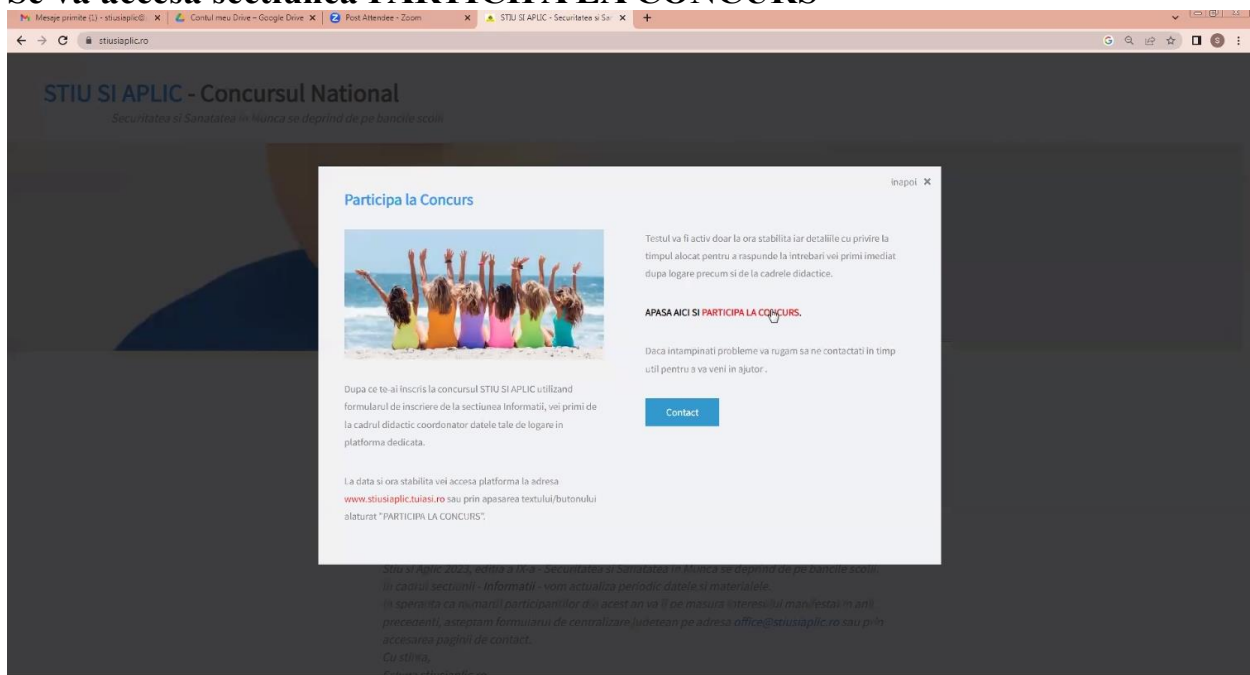 Se va accesa sectiunea PARTICIPA LA CONCURS
Mesaje primite (1) - stiusiaplic@
Contul meu Drive – Google Drive
Post Attendee - Zoom
STIU SI APLIC - Securitatea si Sa
stiusiaplic.ro
STIU SI APLIC - Concursul National
Securitatea si Sanatatea in Munca se deprind de pe bancile scolii
inapoi
Participa la Concurs
Dupa ce te-ai inscris la concursul STIU SI APLIC utilizand
formularul de inscriere de la sectiunea Informatii, vei primi de
la cadrul didactic coordonator datele tale de logare in
platforma dedicata.
La data si ora stabilita vei accesa platforma la adresa
www.stiusiaplic.tuiasi.ro sau prin apasarea textului/butonului
alaturat "PARTICIPA LA CONCURS".
Testul va fi activ doar la ora stabilita iar detaliile cu privire la
timpul alocat pentru a raspunde la intrebari vei primi imediat
dupa logare precum si de la cadrele didactice.
APASA AICI SI PARTICIPA LA CONCURS.
Daca intampinati probleme va rugam sa ne contactati in timp
util pentru a va veni in ajutor .
Contact
Stiu si Aplic 2023, editia a IX-a - Securitatea si Sanatatea in Munca se deprind de pe bancile scolii.
In cadrul sectiunii - Informatii - vom actualiza periodic datele si materialele.
In speranta ca numarul participantilor din acest an va fi pe masura interesului manifestat in anii
precedenti, asteptam formularul de centralizare judetean pe adresa office@stiusiaplic.ro sau prin
accesarea paginii de contact.
Cu stima,